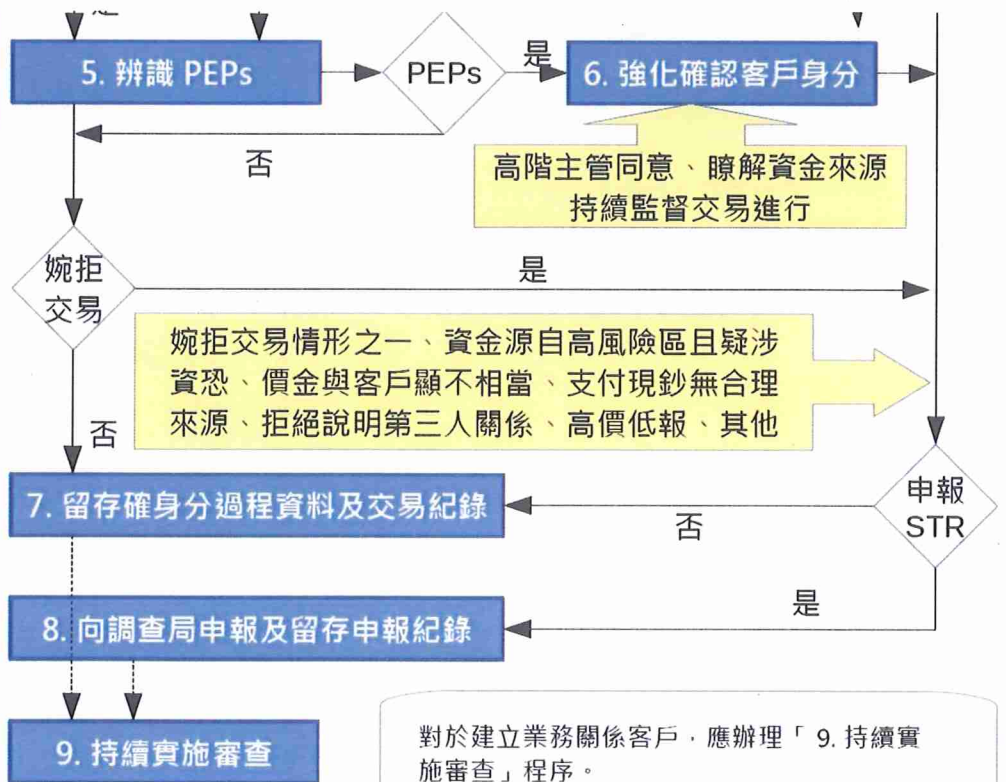 5. 辨識 PEPs
PEPs
是
6. 強化確認客戶身分
否
高階主管同意、瞭解資金來源
持續監督交易進行
婉拒
交易
是
婉拒交易情形之一、資金源自高風險區且疑涉
資恐、價金與客戶顯不相當、支付現鈔無合理
來源、拒絕說明第三人關係、高價低報、其他
否
7. 留存確身分過程資料及交易紀錄
否
申報
STR
是
8. 向調查局申報及留存申報紀錄
9. 持續實施審查
對於建立業務關係客戶，應辦理「 9. 持續實
施審查」程序。